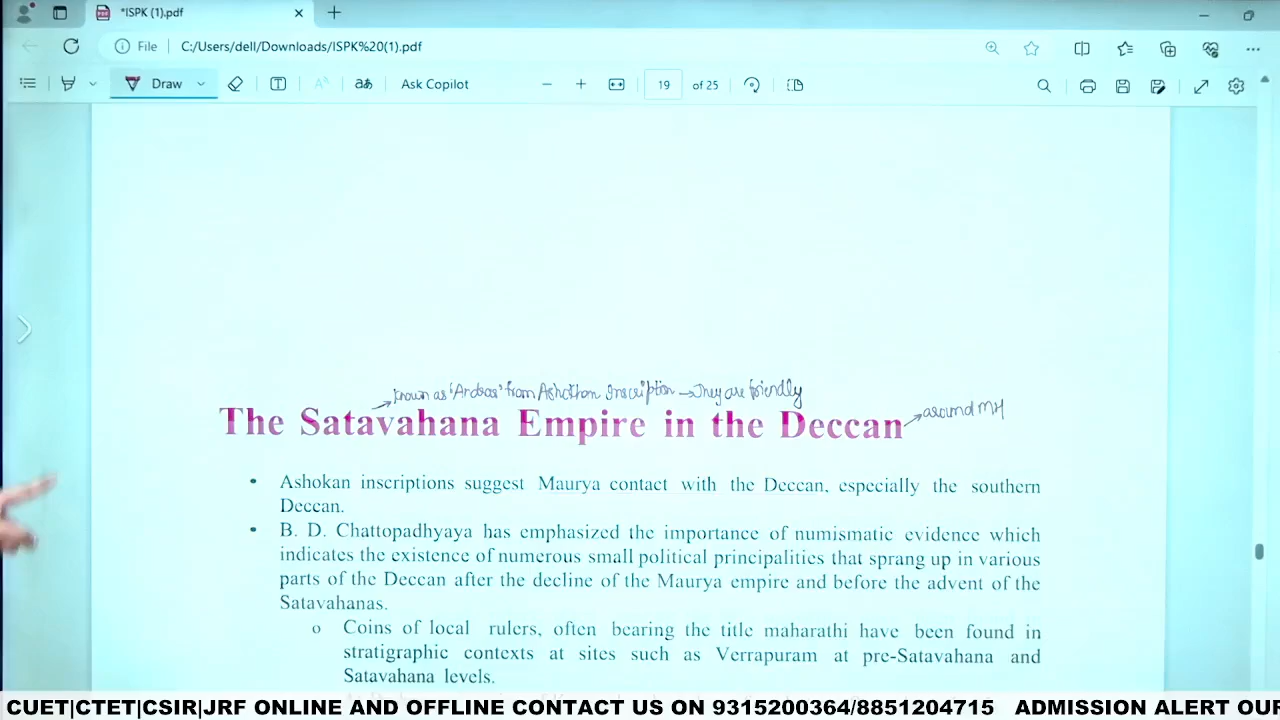 *ISPK (1).pdf
File C:/Users/dell/Downloads/ISPK%20(1).pdf
Draw Ask Copilot 19 of 25
known as 'Andras' from Ashokan Inscription → They are friendly
The Satavahana Empire in the Deccan → around MH
• Ashokan inscriptions suggest Maurya contact with the Deccan, especially the southern
Deccan.
• B. D. Chattopadhyaya has emphasized the importance of numismatic evidence which
indicates the existence of numerous small political principalities that sprang up in various
parts of the Deccan after the decline of the Maurya empire and before the advent of the
Satavahanas.
o Coins of local rulers, often bearing the title maharathi have been found in
stratigraphic contexts at sites such as Verrapuram at pre-Satavahana and
Satavahana levels.
CUET|CTET|CSIR|JRF ONLINE AND OFFLINE CONTACT US ON 9315200364/8851204715 ADMISSION ALERT OUR